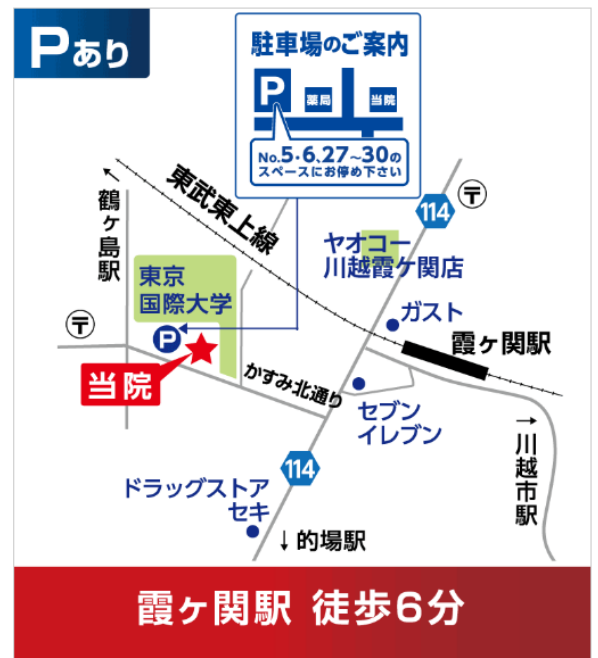 Pあり
駐車場のご案内
P
薬局
当院
No.5・6、27〜30の
スペースにお停め下さい
東武東上線
鶴ヶ島駅
114
〒
ヤオコー
川越霞ケ関店
東京
国際大学
ガスト
〒
P
霞ヶ関駅
当院
かすみ北通り
セブン
イレブン
→川越市駅
114
ドラッグストア
セキ
↓的場駅
霞ヶ関駅 徒歩6分